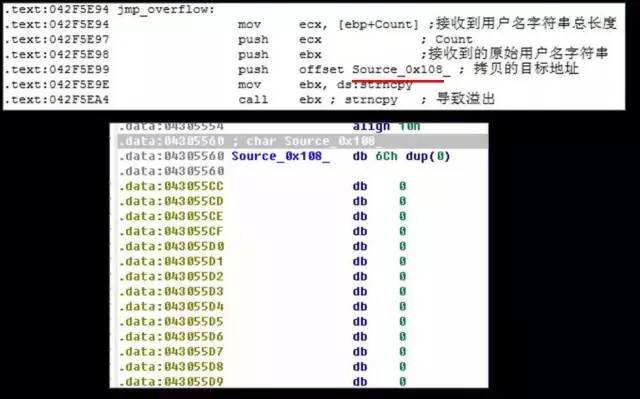 .text:042F5E94 jmp_overflow:
.text:042F5E94 mov ecx, [ebp+Count] ;接收到用户名字符串总长度
.text:042F5E97 push ecx ; Count
.text:042F5E98 push ebx ;接收到的原始用户名字符串
.text:042F5E99 push offset Source_0x108_ ; 拷贝的目标地址
.text:042F5E9E mov ebx, ds:strncpy
.text:042F5EA4 call ebx ; strncpy ; 导致溢出
.data:04305554 align 10h
.data:04305560 ; char Source_0x108_
.data:04305560 Source_0x108_ db 6Ch dup(0)
.data:04305560
.data:043055CC db 0
.data:043055CD db 0
.data:043055CE db 0
.data:043055CF db 0
.data:043055D0 db 0
.data:043055D1 db 0
.data:043055D2 db 0
.data:043055D3 db 0
.data:043055D4 db 0
.data:043055D5 db 0
.data:043055D6 db 0
.data:043055D7 db 0
.data:043055D8 db 0
.data:043055D9 db 0